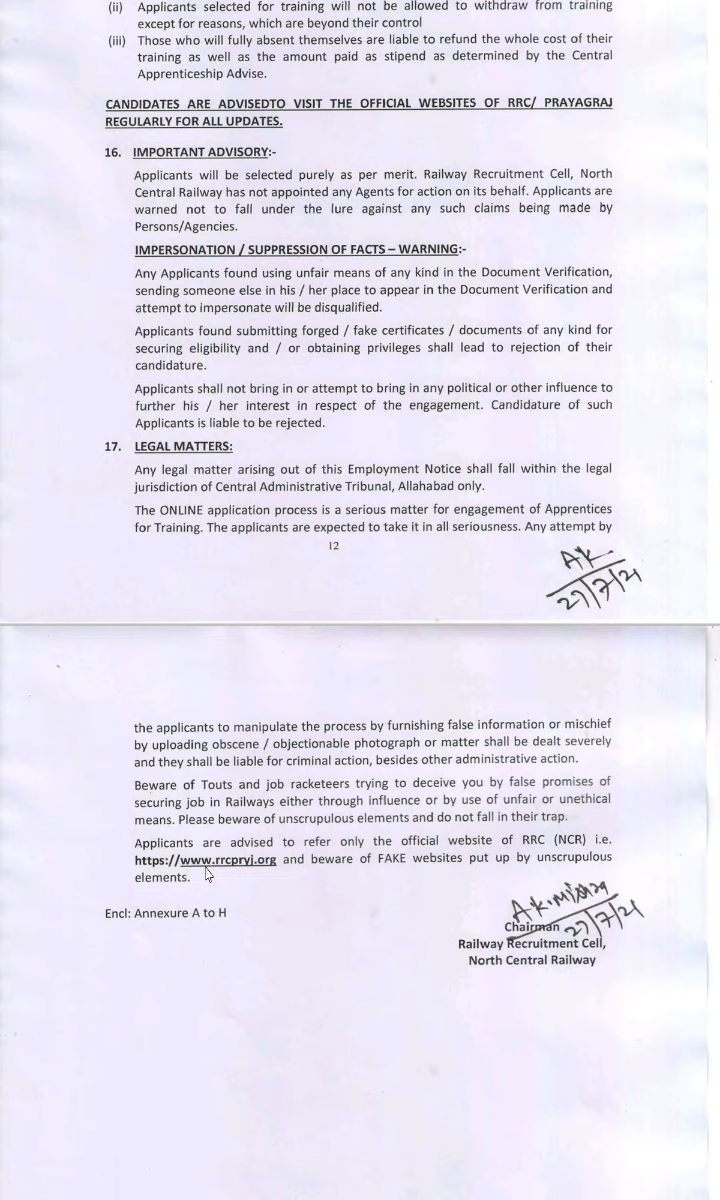 (ii) Applicants selected for training will not be allowed to withdraw from training
except for reasons, which are beyond their control
(iii) Those who will fully absent themselves are liable to refund the whole cost of their
training as well as the amount paid as stipend as determined by the Central
Apprenticeship Advise.
CANDIDATES ARE ADVISEDTO VISIT THE OFFICIAL WEBSITES OF RRC/ PRAYAGRAJ
REGULARLY FOR ALL UPDATES.
16. IMPORTANT ADVISORY:-
Applicants will be selected purely as per merit. Railway Recruitment Cell, North
Central Railway has not appointed any Agents for action on its behalf. Applicants are
warned not to fall under the lure against any such claims being made by
Persons/Agencies.
IMPERSONATION / SUPPRESSION OF FACTS – WARNING:-
Any Applicants found using unfair means of any kind in the Document Verification,
sending someone else in his / her place to appear in the Document Verification and
attempt to impersonate will be disqualified.
Applicants found submitting forged / fake certificates / documents of any kind for
securing eligibility and / or obtaining privileges shall lead to rejection of their
candidature.
Applicants shall not bring in or attempt to bring in any political or other influence to
further his / her interest in respect of the engagement. Candidature of such
Applicants is liable to be rejected.
17. LEGAL MATTERS:
Any legal matter arising out of this Employment Notice shall fall within the legal
jurisdiction of Central Administrative Tribunal, Allahabad only.
The ONLINE application process is a serious matter for engagement of Apprentices
for Training. The applicants are expected to take it in all seriousness. Any attempt by
12
AK
27/7/21
the applicants to manipulate the process by furnishing false information or mischief
by uploading obscene / objectionable photograph or matter shall be dealt severely
and they shall be liable for criminal action, besides other administrative action.
Beware of Touts and job racketeers trying to deceive you by false promises of
securing job in Railways either through influence or by use of unfair or unethical
means. Please beware of unscrupulous elements and do not fall in their trap.
Applicants are advised to refer only the official website of RRC (NCR) i.e.
https://www.rrcpryj.org and beware of FAKE websites put up by unscrupulous
elements.
A.K.Mishra
Encl: Annexure A to H
Chairman 27/7/21
Railway Recruitment Cell,
North Central Railway